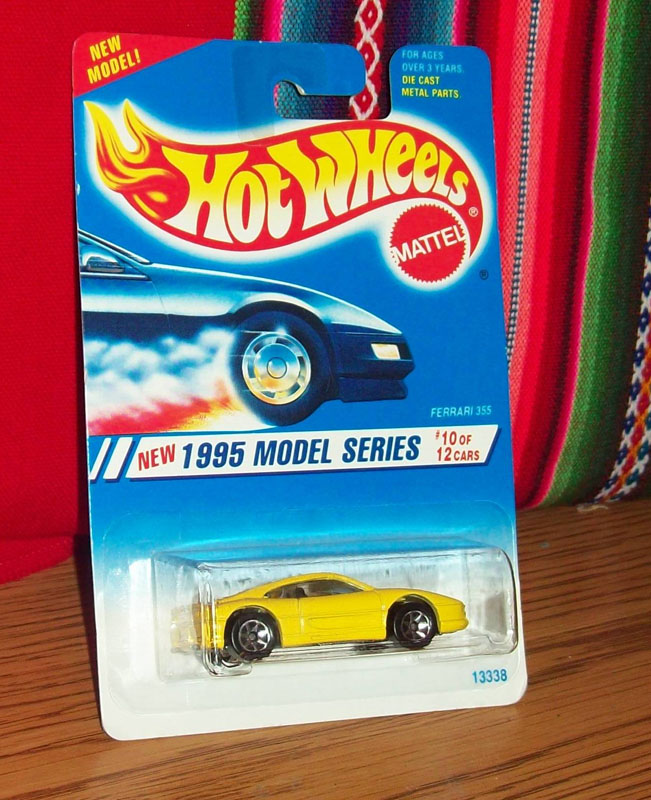 NEW
MODEL!
FOR AGES
OVER 3 YEARS.
DIE CAST
METAL PARTS.
HOT WHEELS®
MATTEL
®
FERRARI 355
NEW 1995 MODEL SERIES
#10 OF
12 CARS
13338